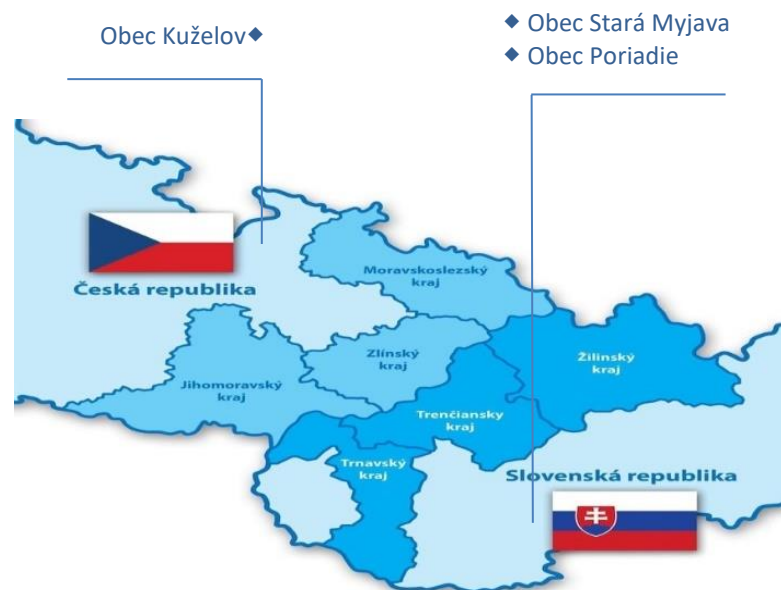 Obec Kuželov◆
◆ Obec Stará Myjava
◆ Obec Poriadie
Moravskoslezský
kraj
Česká republika
Zlínský
kraj
Žilinský
kraj
Jihomoravský
kraj
Trenčiansky
kraj
Trnavský
kraj
Slovenská republika